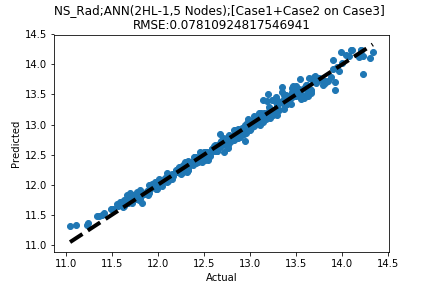 NS_Rad;ANN(2HL-1,5 Nodes);[Case1+Case2 on Case3]
RMSE:0.07810924817546941
14.5
14.0
13.5
13.0
12.5
12.0
11.5
11.0
Predicted
11.0 11.5 12.0 12.5 13.0 13.5 14.0 14.5
Actual